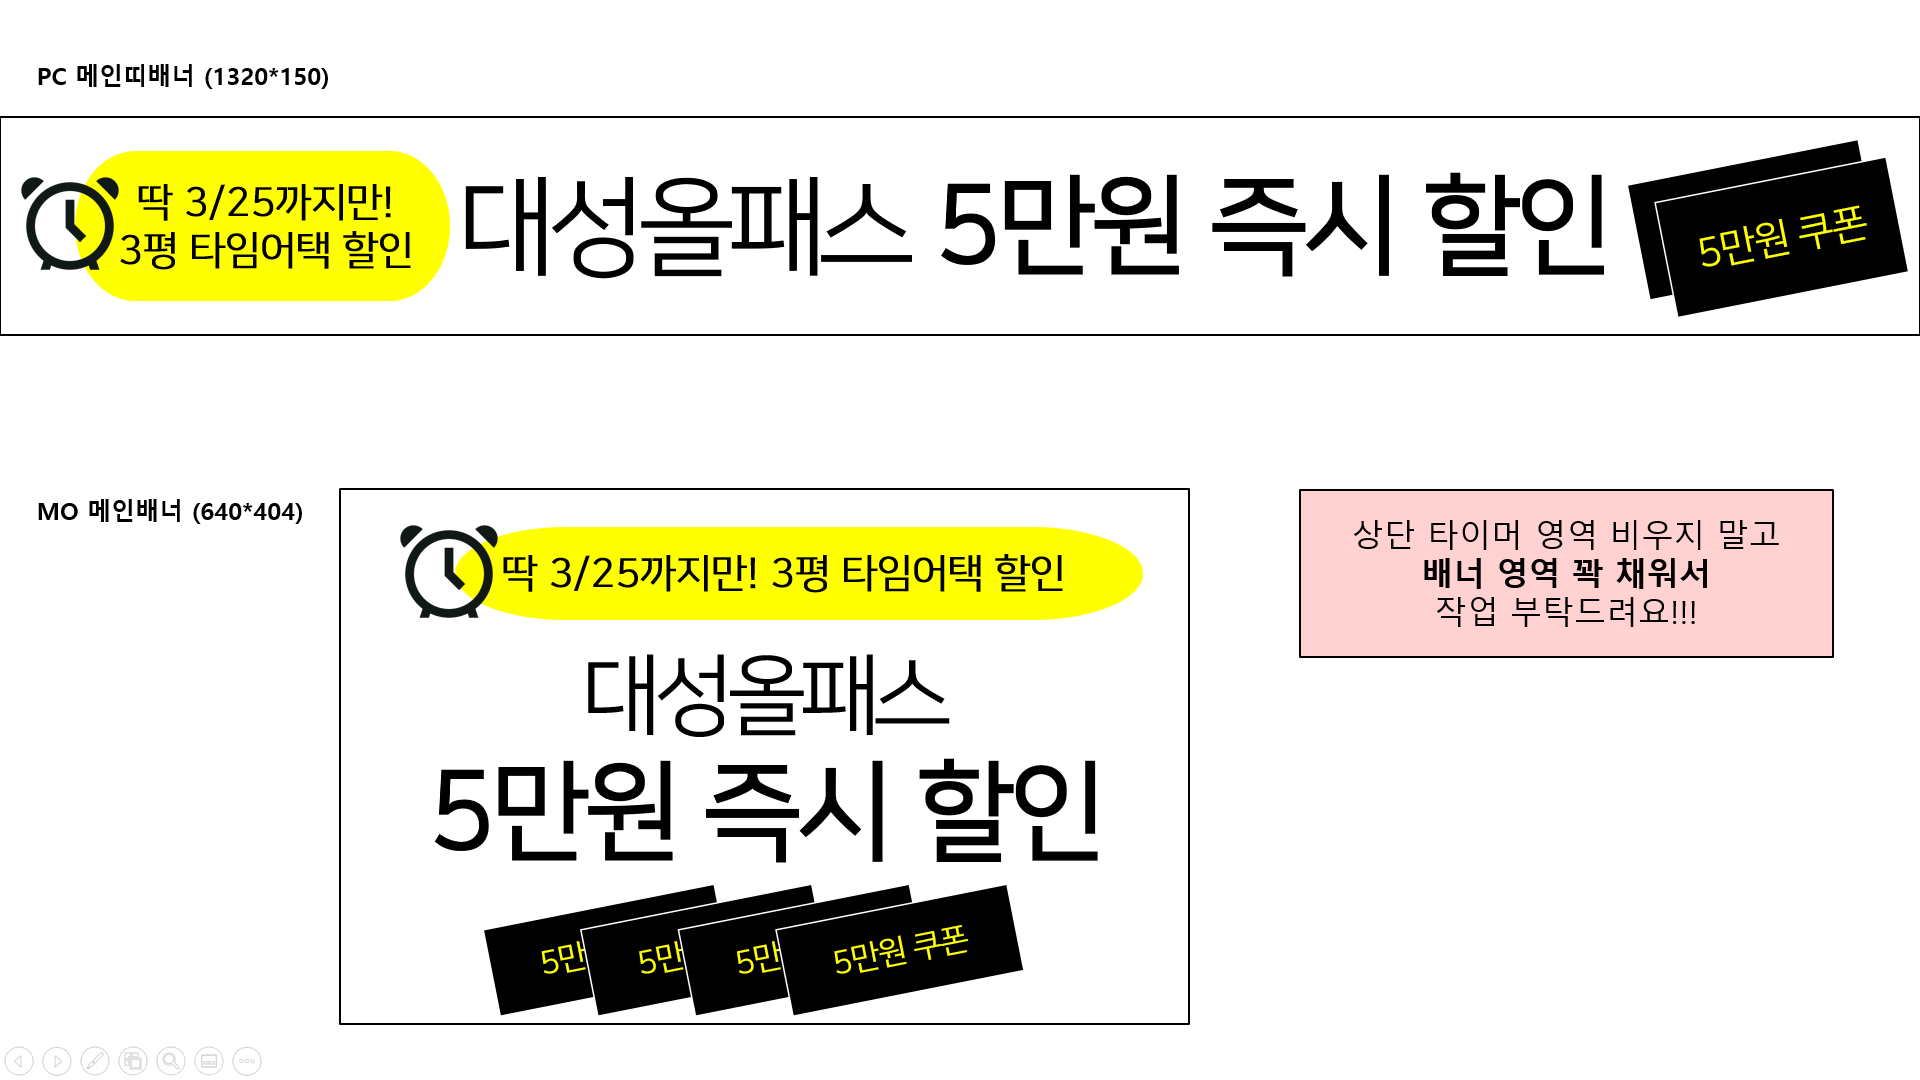 PC 메인띠배너 (1320*150)
딱 3/25까지만!
3평 타임어택 할인
대성올패스 5만원 즉시 할인
5만원 쿠폰
MO 메인배너 (640*404)
딱 3/25까지만! 3평 타임어택 할인
대성올패스
5만원 즉시 할인
5만
5만
5만
5만원 쿠폰
상단 타이머 영역 비우지 말고
배너 영역 꽉 채워서
작업 부탁드려요!!!